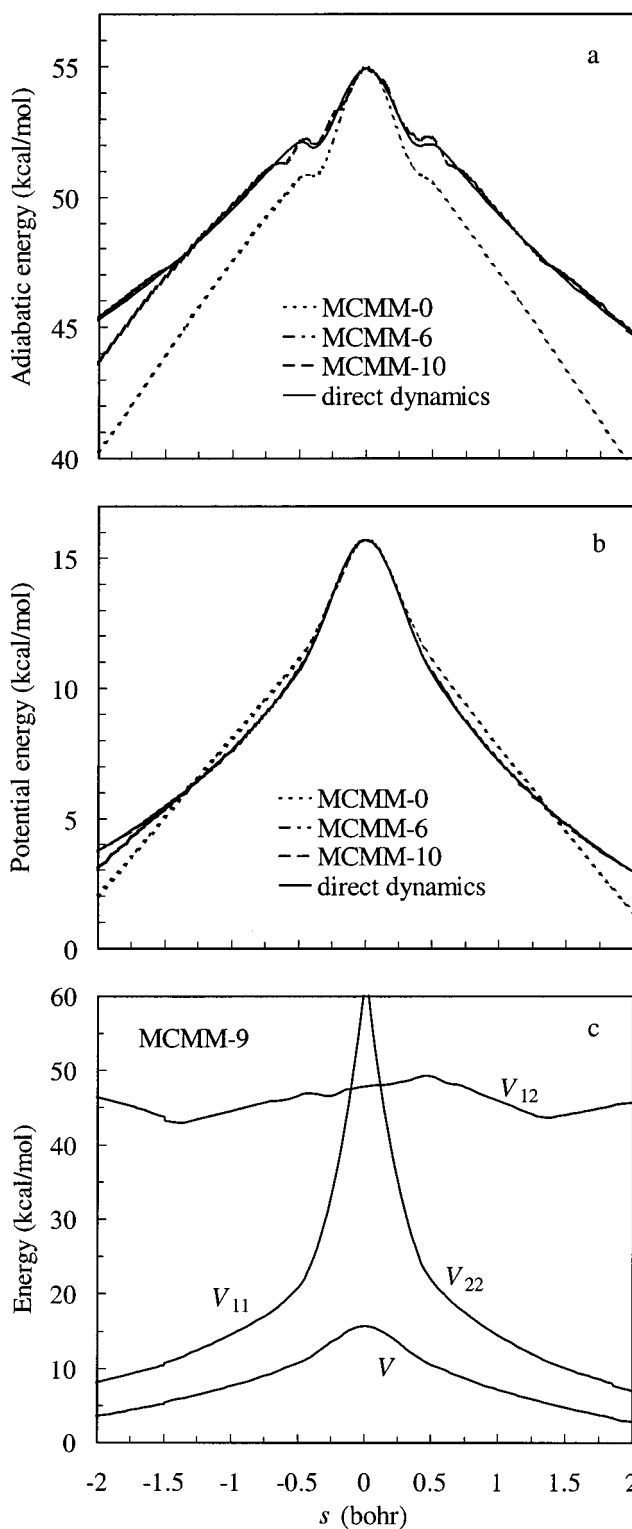 a
55
50
45
40
Adiabatic energy (kcal/mol)
MCMM-0
MCMM-6
MCMM-10
direct dynamics
b
15
10
5
0
Potential energy (kcal/mol)
MCMM-0
MCMM-6
MCMM-10
direct dynamics
c
MCMM-9
60
50
40
30
20
10
0
Energy (kcal/mol)
V12
V11
V22
V
-2 -1.5 -1 -0.5 0 0.5 1 1.5 2
s (bohr)